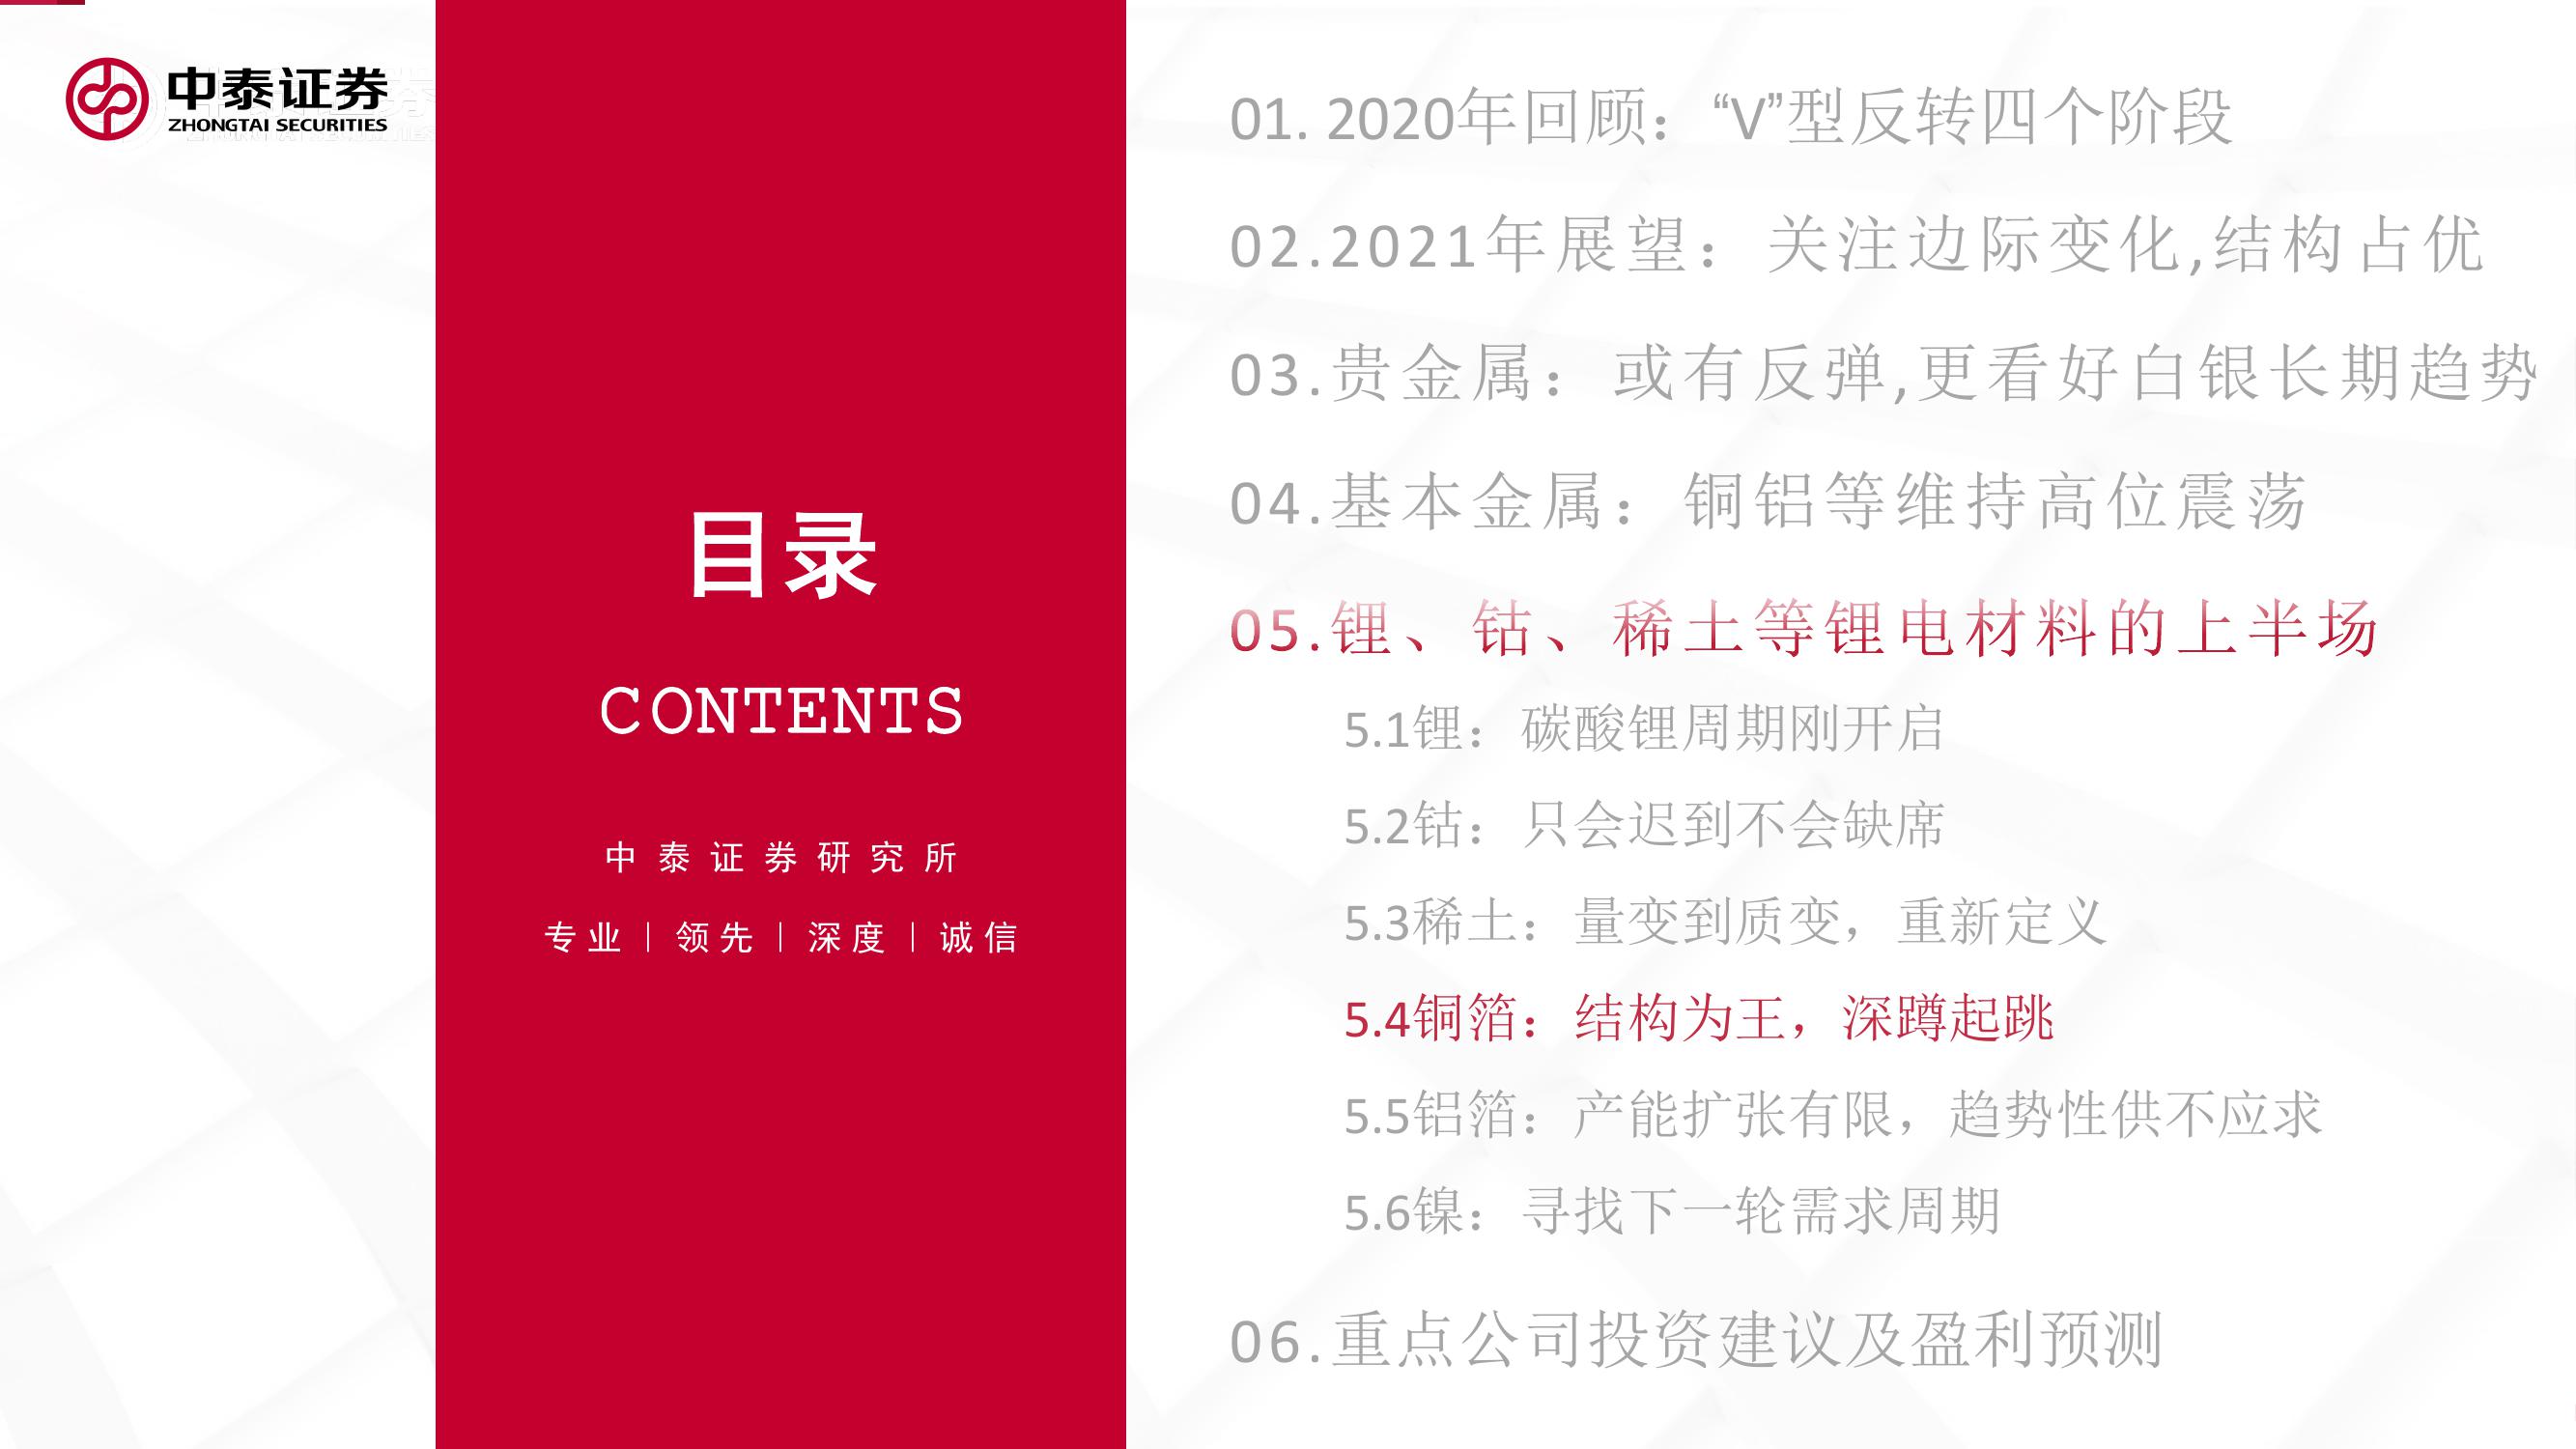 中泰证券
ZHONGTAI SECURITIES
目录
CONTENTS
中泰证券研究所
专业｜领先｜深度｜诚信
01. 2020年回顾：“V”型反转四个阶段
02.2021年展望：关注边际变化,结构占优
03.贵金属：或有反弹,更看好白银长期趋势
04.基本金属：铜铝等维持高位震荡
05.锂、钴、稀土等锂电材料的上半场
5.1锂：碳酸锂周期刚开启
5.2钴：只会迟到不会缺席
5.3稀土：量变到质变，重新定义
5.4铜箔：结构为王，深蹲起跳
5.5铝箔：产能扩张有限，趋势性供不应求
5.6镍：寻找下一轮需求周期
06.重点公司投资建议及盈利预测